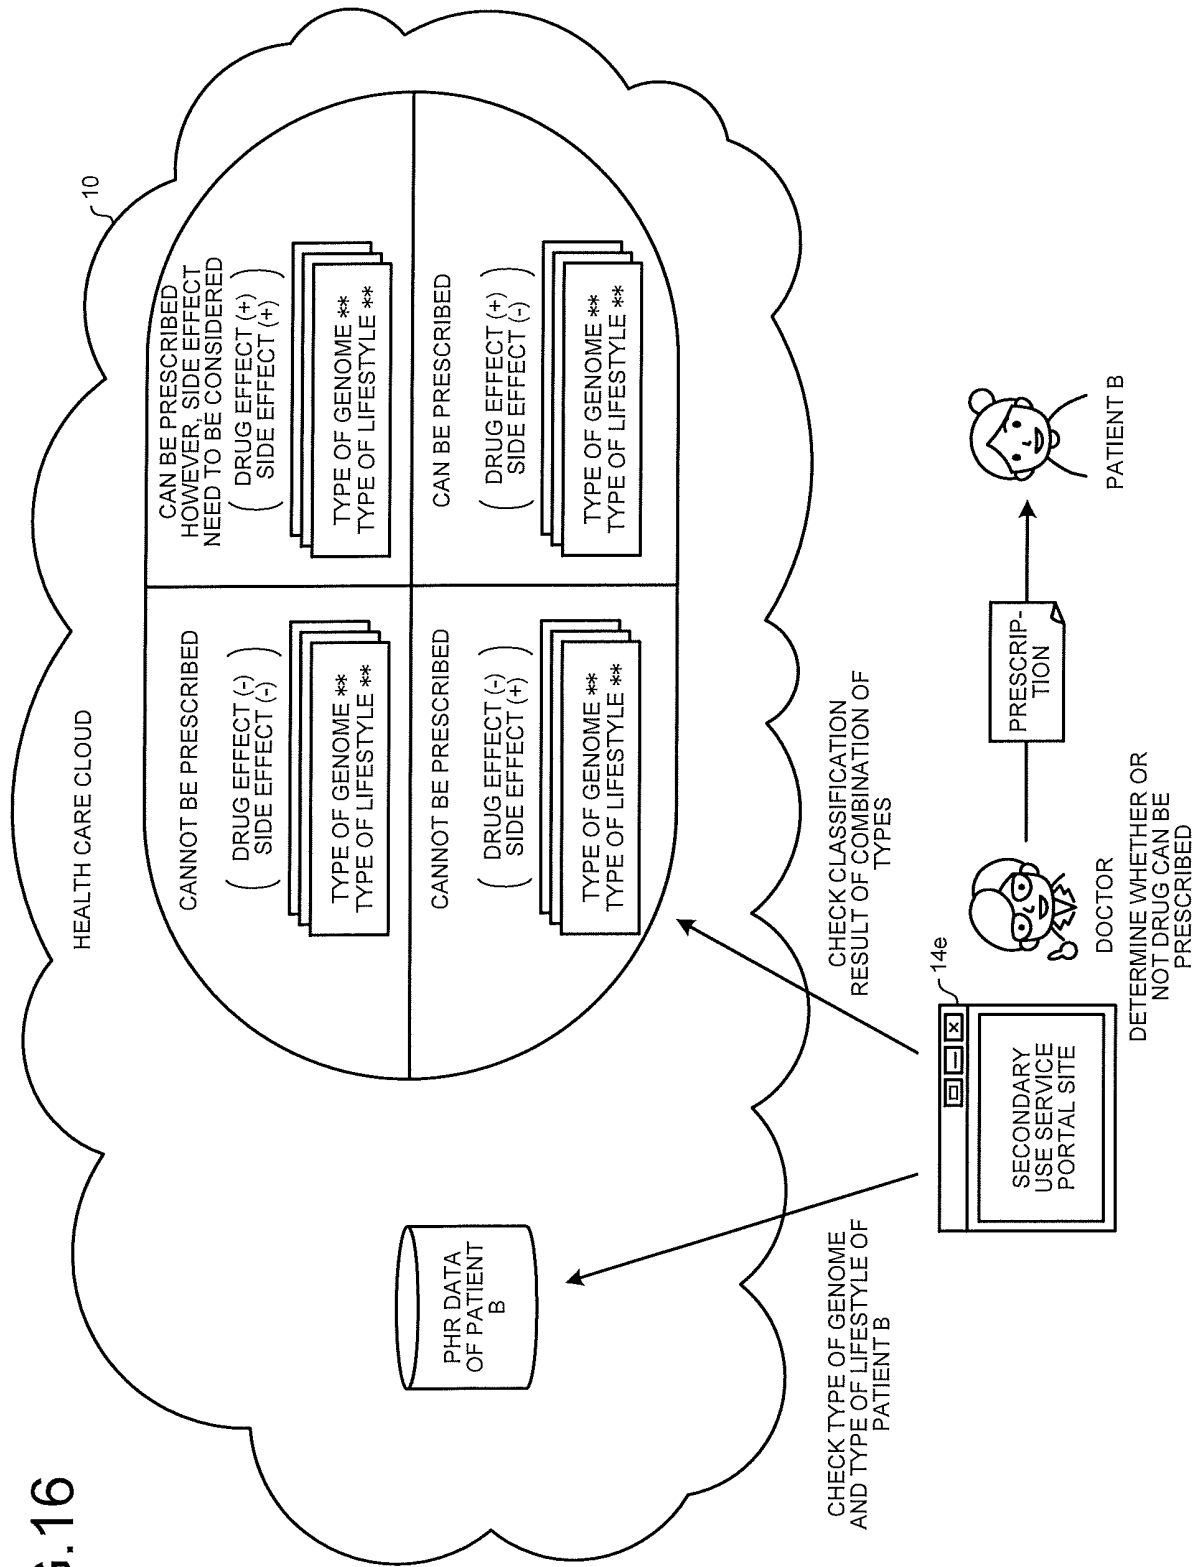 G.16
HEALTH CARE CLOUD
10
CANNOT BE PRESCRIBED
DRUG EFFECT (-)
SIDE EFFECT (-)
TYPE OF GENOME **
TYPE OF LIFESTYLE **
CAN BE PRESCRIBED
HOWEVER, SIDE EFFECT
NEED TO BE CONSIDERED
DRUG EFFECT (+)
SIDE EFFECT (+)
TYPE OF GENOME **
TYPE OF LIFESTYLE **
CANNOT BE PRESCRIBED
DRUG EFFECT (-)
SIDE EFFECT (+)
TYPE OF GENOME **
TYPE OF LIFESTYLE **
CAN BE PRESCRIBED
DRUG EFFECT (+)
SIDE EFFECT (-)
TYPE OF GENOME **
TYPE OF LIFESTYLE **
PHR DATA
OF PATIENT
B
CHECK TYPE OF GENOME
AND TYPE OF LIFESTYLE OF
PATIENT B
CHECK CLASSIFICATION
RESULT OF COMBINATION OF
TYPES
14e
SECONDARY
USE SERVICE
PORTAL SITE
DOCTOR
DETERMINE WHETHER OR
NOT DRUG CAN BE
PRESCRIBED
PRESCRIP-
TION
PATIENT B